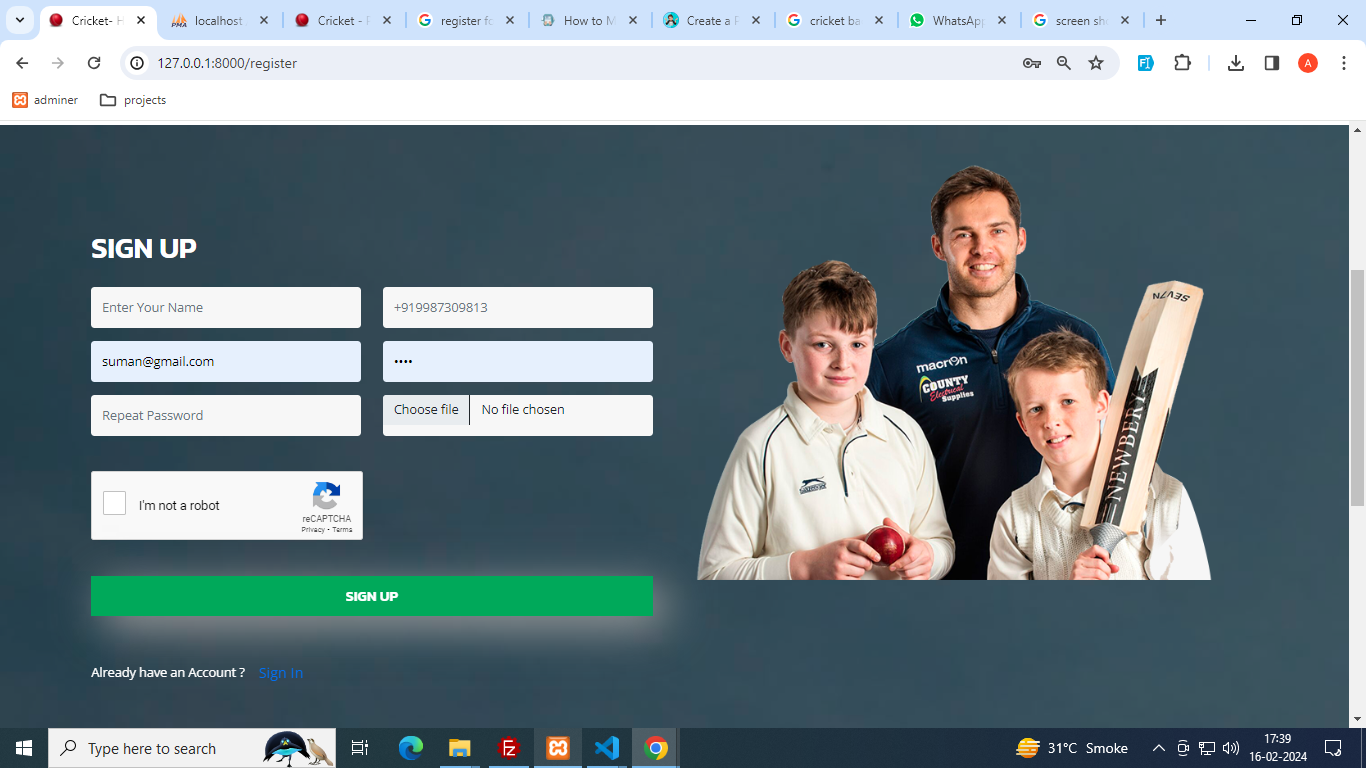 Cricket- H
localhost
Cricket - F
register fo
How to M
Create a F
cricket ba
WhatsApp
screen sh
127.0.0.1:8000/register
A
adminer
projects
SIGN UP
Enter Your Name
+919987309813
suman@gmail.com
••••
Repeat Password
Choose file
No file chosen
I'm not a robot
reCAPTCHA
Privacy - Terms
SIGN UP
Already have an Account ?
Sign In
SEV7N
macron
COUNTY
Electrical
Supplies
Slazenger
NEWBERY
Type here to search
31°C Smoke
17:39
16-02-2024